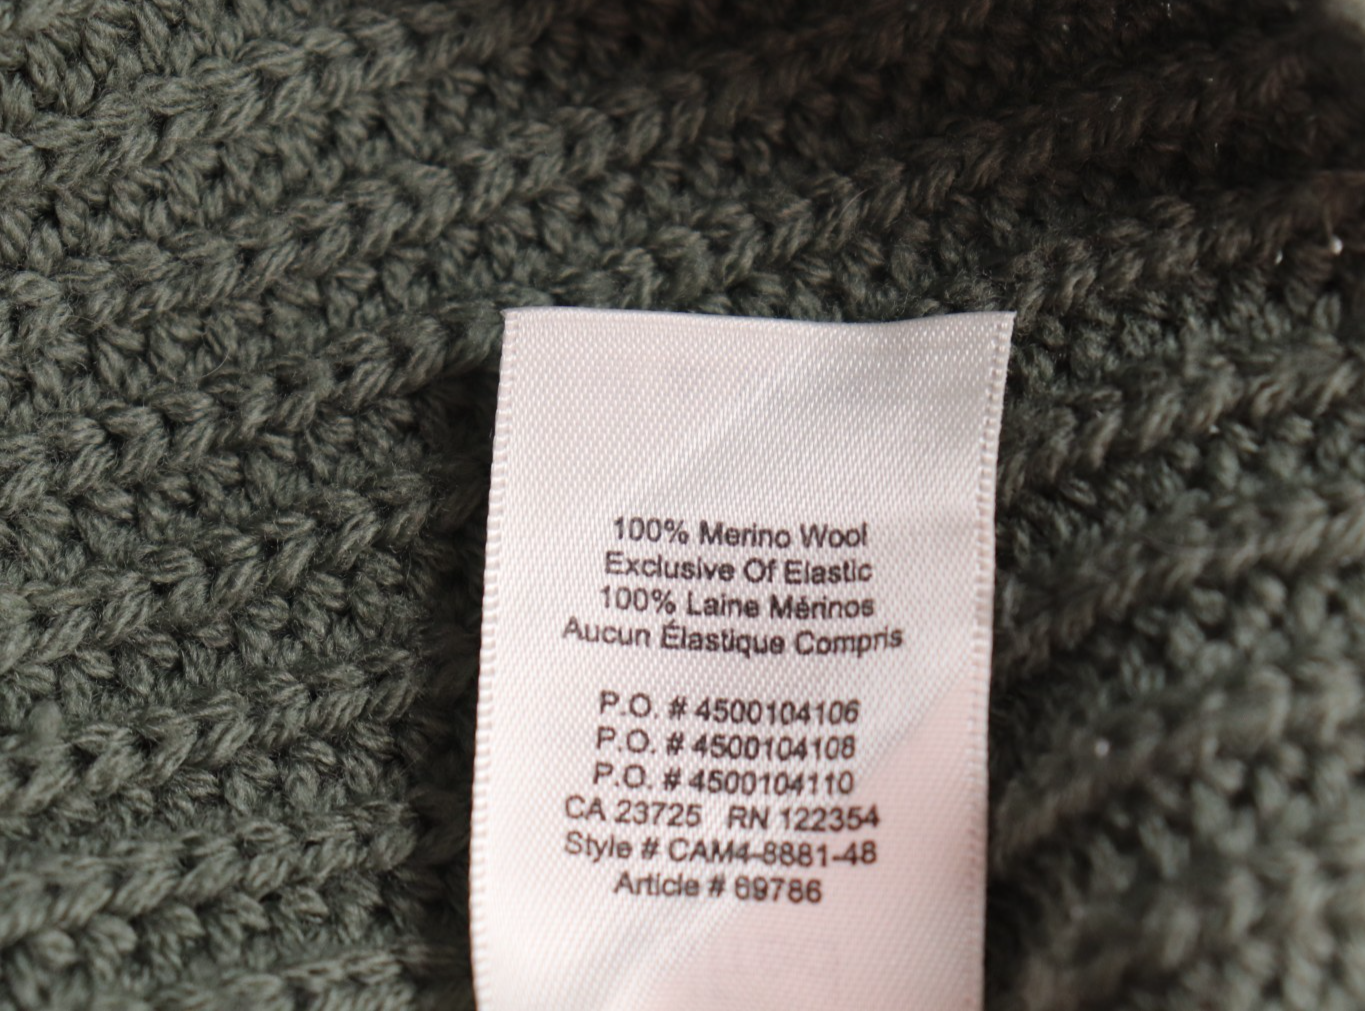 100% Merino Wool
Exclusive Of Elastic
100% Laine Mérinos
Aucun Élastique Compris
P.O. # 4500104106
P.O. # 4500104108
P.O. # 4500104110
CA 23725 RN 122354
Style # CAM4-8881-48
Article # 69786